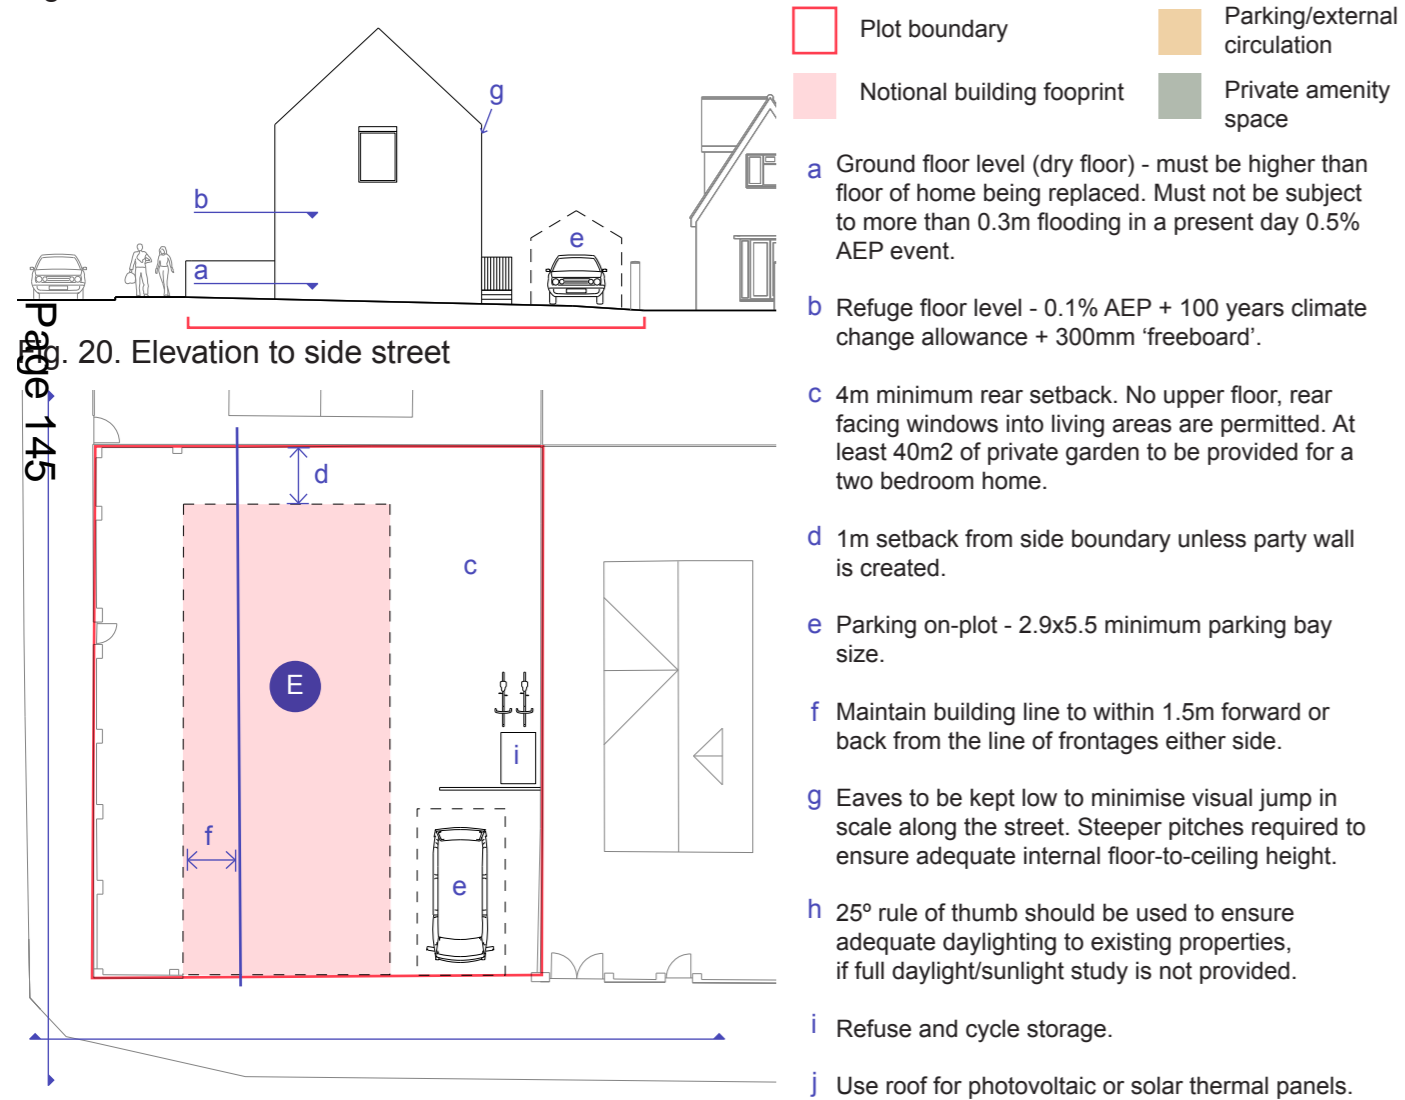 Plot boundary
Parking/external
circulation
Notional building fooprint
Private amenity
space
g
b
a
e
Fig. 20. Elevation to side street
Page 145
d
c
E
i
f
e
a Ground floor level (dry floor) - must be higher than
floor of home being replaced. Must not be subject
to more than 0.3m flooding in a present day 0.5%
AEP event.
b Refuge floor level - 0.1% AEP + 100 years climate
change allowance + 300mm ‘freeboard’.
c 4m minimum rear setback. No upper floor, rear
facing windows into living areas are permitted. At
least 40m2 of private garden to be provided for a
two bedroom home.
d 1m setback from side boundary unless party wall
is created.
e Parking on-plot - 2.9x5.5 minimum parking bay
size.
f Maintain building line to within 1.5m forward or
back from the line of frontages either side.
g Eaves to be kept low to minimise visual jump in
scale along the street. Steeper pitches required to
ensure adequate internal floor-to-ceiling height.
h 25º rule of thumb should be used to ensure
adequate daylighting to existing properties,
if full daylight/sunlight study is not provided.
i Refuse and cycle storage.
j Use roof for photovoltaic or solar thermal panels.